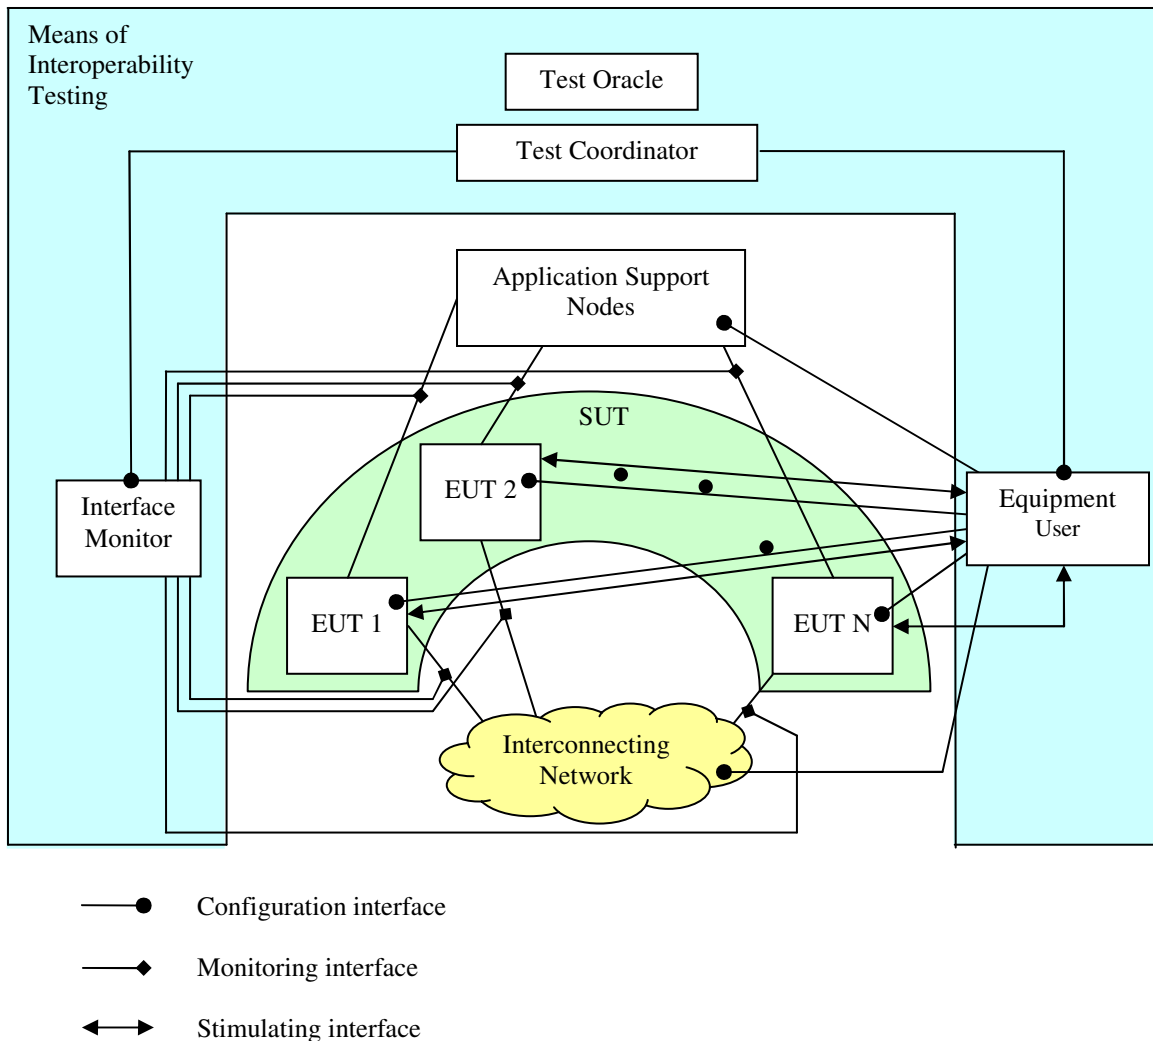 Means of
Interoperability
Testing
Test Oracle
Test Coordinator
Application Support
Nodes
SUT
EUT 2
Interface
Monitor
Equipment
User
EUT 1
EUT N
Interconnecting
Network
Configuration interface
Monitoring interface
Stimulating interface